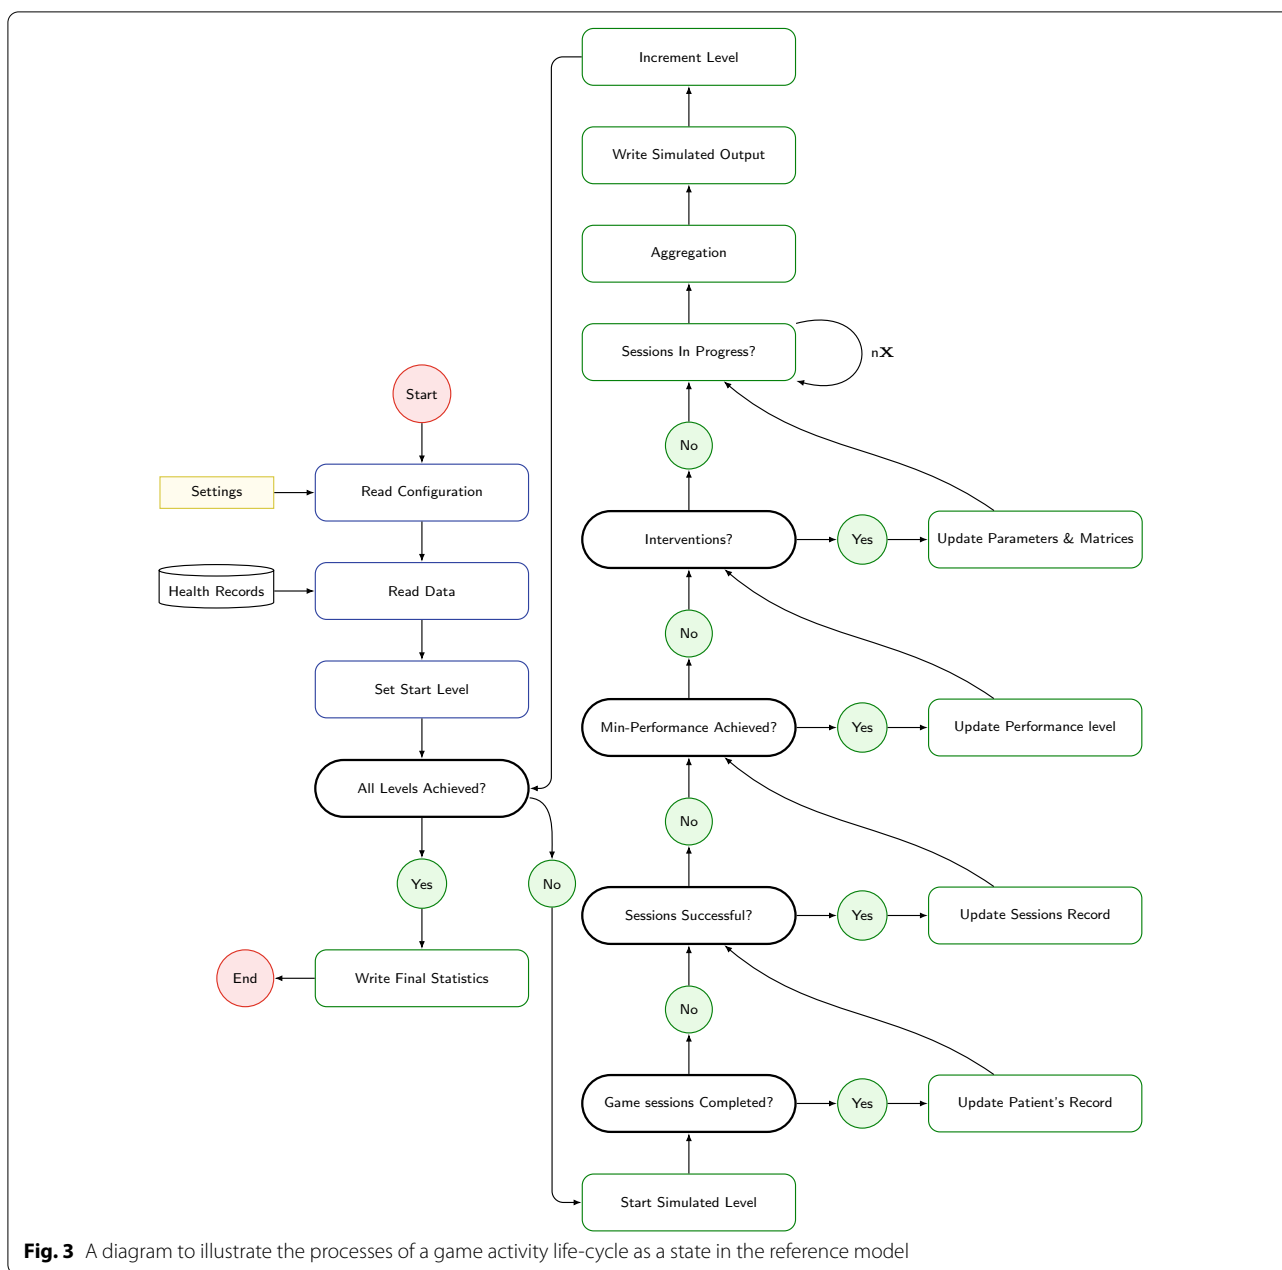 Increment Level
Write Simulated Output
Aggregation
Sessions In Progress?
nX
Start
No
Settings
Read Configuration
Interventions?
Yes
Update Parameters & Matrices
Health Records
Read Data
No
Set Start Level
Min-Performance Achieved?
Yes
Update Performance level
All Levels Achieved?
No
Yes
No
Sessions Successful?
Yes
Update Sessions Record
End
Write Final Statistics
No
Game sessions Completed?
Yes
Update Patient's Record
Start Simulated Level
Fig. 3 A diagram to illustrate the processes of a game activity life-cycle as a state in the reference model